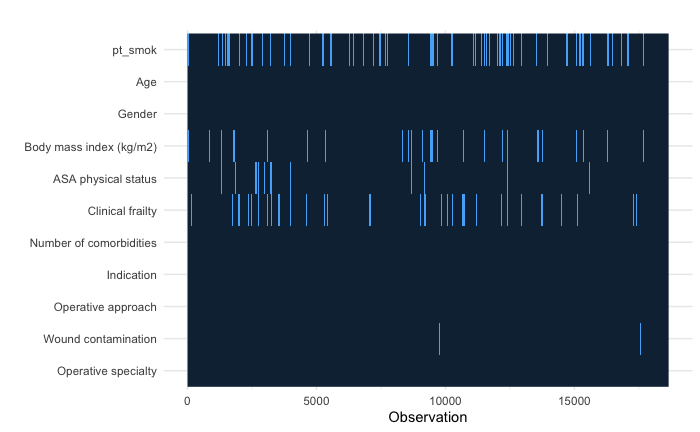 pt_smok
Age
Gender
Body mass index (kg/m2)
ASA physical status
Clinical frailty
Number of comorbidities
Indication
Operative approach
Wound contamination
Operative specialty
0 5000 10000 15000
Observation